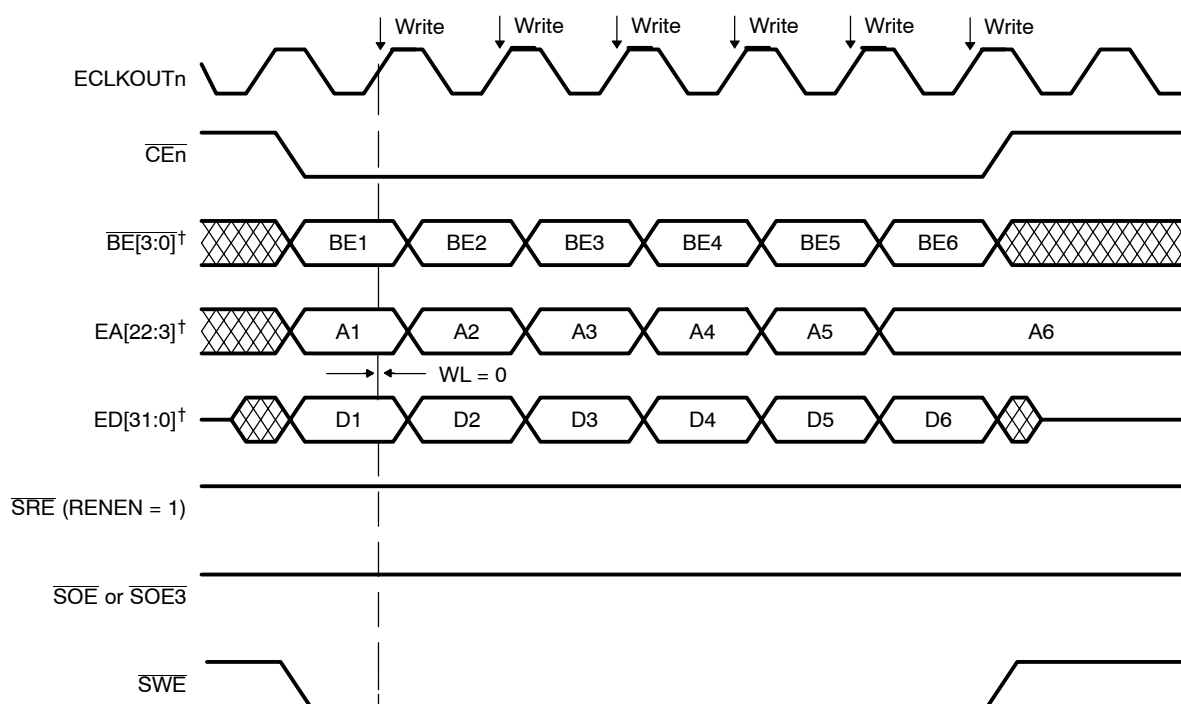 Write Write Write Write Write Write
ECLKOUTn
CEn
BE[3:0]† BE1 BE2 BE3 BE4 BE5 BE6
EA[22:3]† A1 A2 A3 A4 A5 A6
WL = 0
ED[31:0]† D1 D2 D3 D4 D5 D6
SRE (RENEN = 1)
SOE or SOE3
SWE